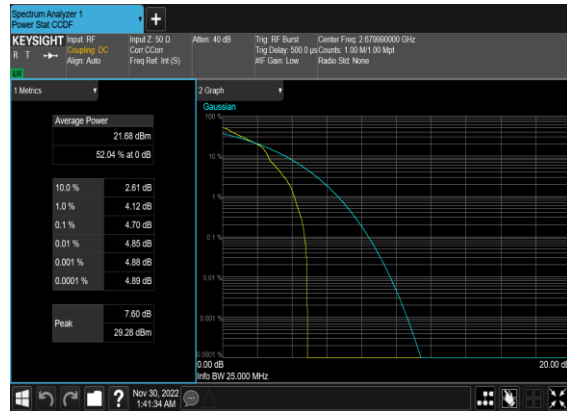 Spectrum Analyzer 1
Power Stat CCDF
+
KEYSIGHT
R T
LV
Input: RF
Coupling: DC
Align: Auto
Input Z: 50 Ω
Corr CCorr
Freq Ref: Int (S)
Atten: 40 dB
Trig: RF Burst
Trig Delay: 500.0 µs
#IF Gain: Low
Center Freq: 2.679990000 GHz
Counts: 1.00 M/1.00 Mpt
Radio Std: None
1 Metrics
Average Power
21.68 dBm
52.04 % at 0 dB
10.0 % 2.61 dB
1.0 % 4.12 dB
0.1 % 4.70 dB
0.01 % 4.85 dB
0.001 % 4.88 dB
0.0001 % 4.89 dB
Peak
7.60 dB
29.28 dBm
2 Graph
Gaussian
100 %
10 %
1 %
0.1 %
0.01 %
0.001 %
0.0001 %
0.00 dB
20.00 dB
Info BW 25.000 MHz
?
Nov 30, 2022
1:41:34 AM